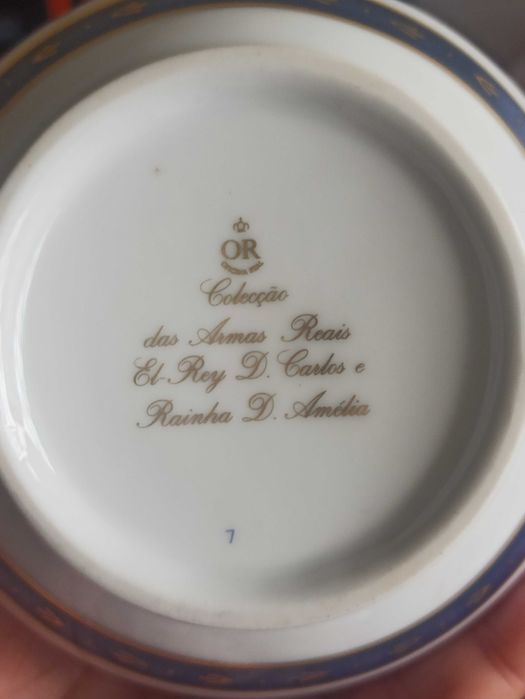 OR
Colecção
das Armas Reais
El-Rey D. Carlos e
Rainha D. Amélia
7